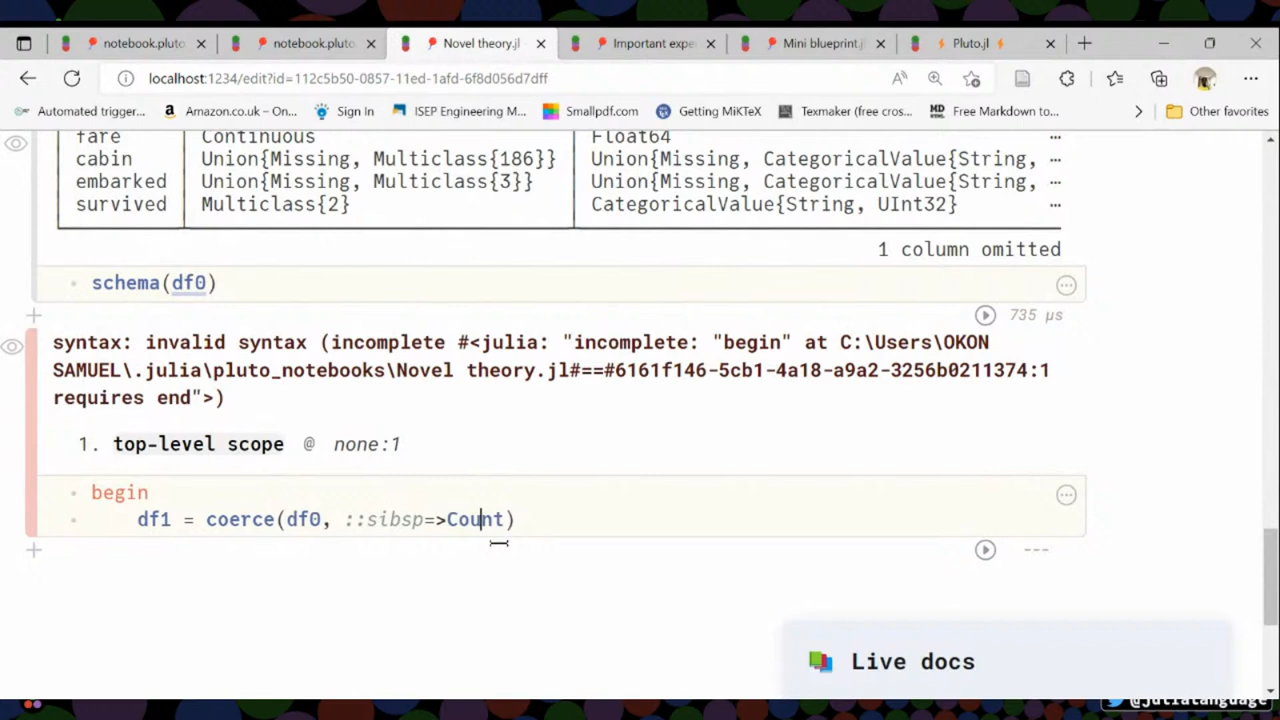 notebook.pluto
notebook.pluto
Novel theory.jl
Important expe
Mini blueprint.jl
⚡ Pluto.jl ⚡
localhost:1234/edit?id=112c5b50-0857-11ed-1afd-6f8d056d7dff
Automated trigger...
Amazon.co.uk – On...
Sign In
ISEP Engineering M...
Smallpdf.com
Getting MiKTeX
Texmaker (free cros...
Free Markdown to...
Other favorites
fare Continuous Float64 ⋯
cabin Union{Missing, Multiclass{186}} Union{Missing, CategoricalValue{String, ⋯
embarked Union{Missing, Multiclass{3}} Union{Missing, CategoricalValue{String, ⋯
survived Multiclass{2} CategoricalValue{String, UInt32} ⋯
1 column omitted
schema(df0)
735 μs
syntax: invalid syntax (incomplete #<julia: "incomplete: "begin" at C:\Users\OKON
SAMUEL\.julia\pluto_notebooks\Novel theory.jl#==#6161f146-5cb1-4a18-a9a2-3256b0211374:1
requires end">)
1. top-level scope @ none:1
begin
df1 = coerce(df0, ::sibsp=>Count)
---
Live docs
@julialanguage